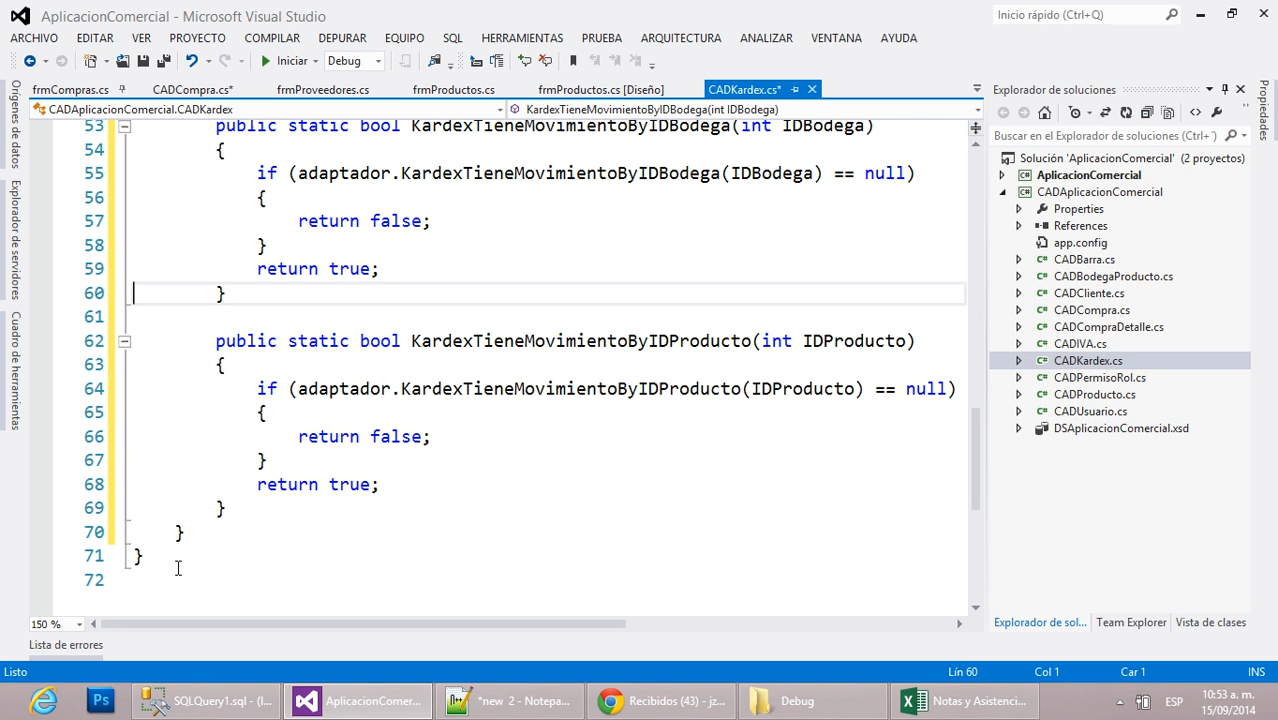 AplicacionComercial - Microsoft Visual Studio
Inicio rápido (Ctrl+Q)
ARCHIVO EDITAR VER PROYECTO COMPILAR DEPURAR EQUIPO SQL HERRAMIENTAS PRUEBA ARQUITECTURA ANALIZAR VENTANA AYUDA
Iniciar Debug
frmCompras.cs CADCompra.cs* frmProveedores.cs frmProductos.cs frmProductos.cs [Diseño] CADKardex.cs*
CADAplicacionComercial.CADKardex KardexTieneMovimientoByIDBodega(int IDBodega)
Orígenes de datos
Explorador de servidores
Cuadro de herramientas
53 public static bool KardexTieneMovimientoByIDBodega(int IDBodega)
54 {
55 if (adaptador.KardexTieneMovimientoByIDBodega(IDBodega) == null)
56 {
57 return false;
58 }
59 return true;
60 }
61
62 public static bool KardexTieneMovimientoByIDProducto(int IDProducto)
63 {
64 if (adaptador.KardexTieneMovimientoByIDProducto(IDProducto) == null)
65 {
66 return false;
67 }
68 return true;
69 }
70 }
71 }
72
150 %
Explorador de soluciones
Buscar en el Explorador de soluciones (Ctrl+')
Solución 'AplicacionComercial' (2 proyectos)
AplicacionComercial
CADAplicacionComercial
Properties
References
app.config
CADBarra.cs
CADBodegaProducto.cs
CADCliente.cs
CADCompra.cs
CADCompraDetalle.cs
CADIVA.cs
CADKardex.cs
CADPermisoRol.cs
CADProducto.cs
CADUsuario.cs
DSAplicacionComercial.xsd
Explorador de sol... Team Explorer Vista de clases
Propiedades
Lista de errores
Listo Lín 60 Col 1 Car 1 INS
SQLQuery1.sql - (l... AplicacionComer... *new 2 - Notepa... Recibidos (43) - jz... Debug Notas y Asistenci... ESP 10:53 a. m.
15/09/2014